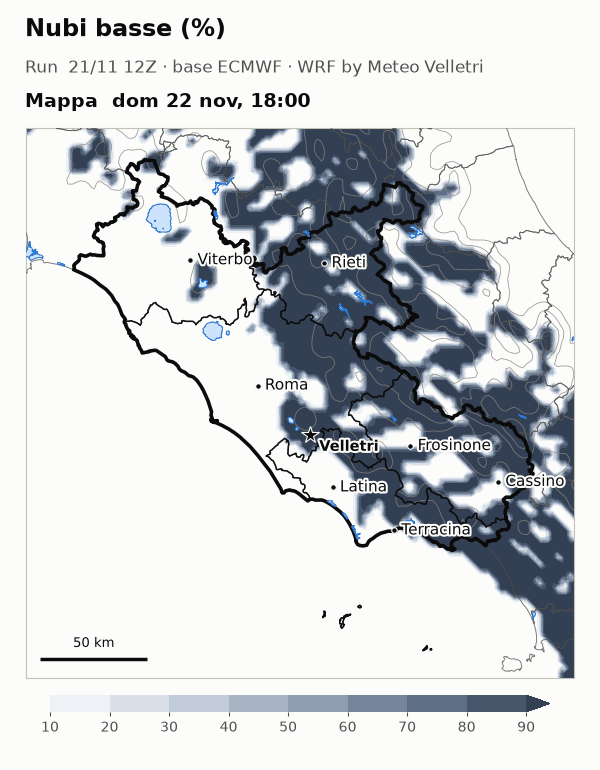 Nubi basse (%)
Run  21/11 12Z · base ECMWF · WRF by Meteo Velletri
Mappa  dom 22 nov, 18:00
Viterbo
Rieti
Roma
Velletri
Frosinone
Latina
Cassino
Terracina
50 km
10 20 30 40 50 60 70 80 90